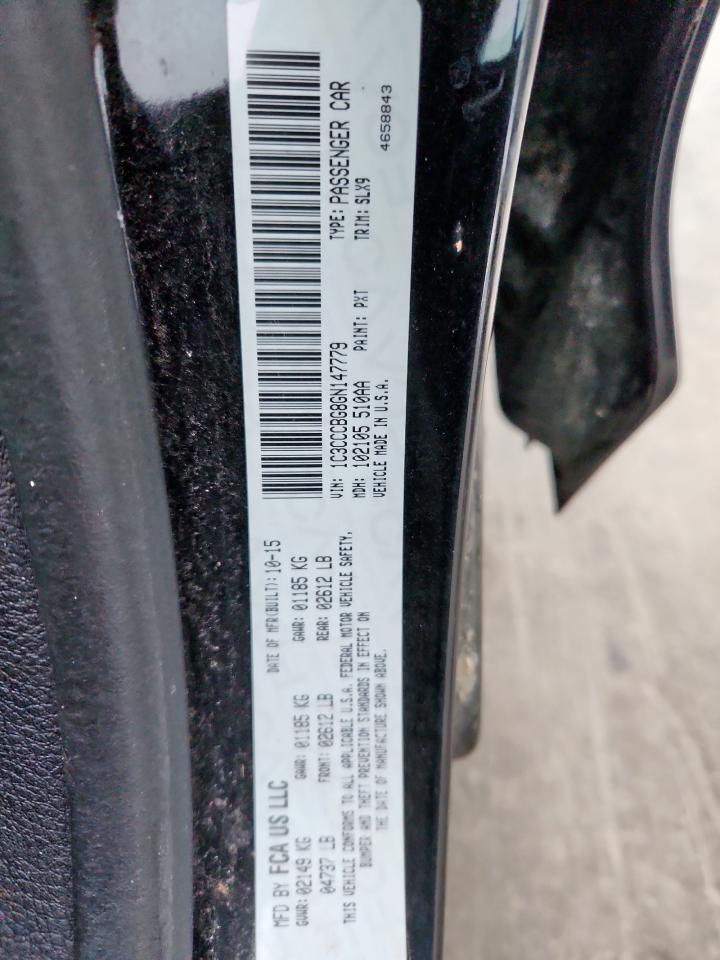 MFD BY FCA US LLC
DATE OF MFR(BUILT): 10-15
GVWR: 02149 KG
GAWR: 01185 KG
GAWR: 01185 KG
04737 LB
FRONT: 02612 LB
REAR: 02612 LB
THIS VEHICLE CONFORMS TO ALL APPLICABLE U.S.A. FEDERAL MOTOR VEHICLE SAFETY,
BUMPER AND THEFT PREVENTION STANDARDS IN EFFECT ON
THE DATE OF MANUFACTURE SHOWN ABOVE.
VIN: 1C3CCCBG8GN147779
TYPE: PASSENGER CAR
MDH: 102105 510AA
PAINT: PXT
TRIM: SLX9
VEHICLE MADE IN U.S.A.
4658843